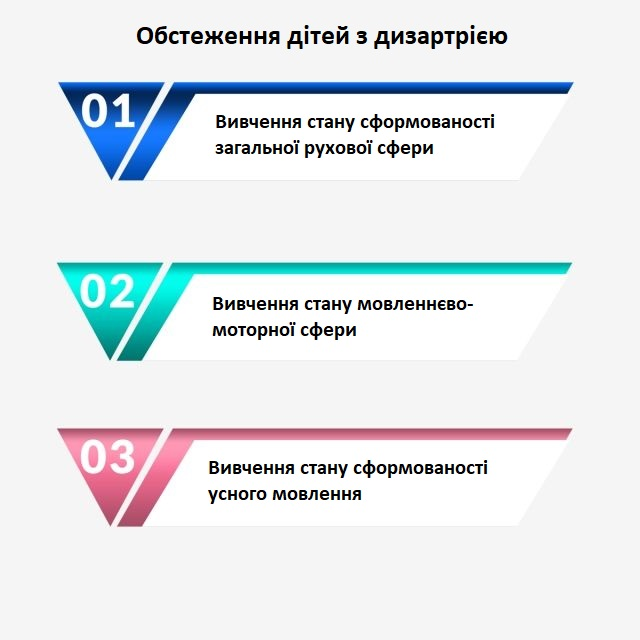 Обстеження дітей з дизартрією
01
Вивчення стану сформованості
загальної рухової сфери
02
Вивчення стану мовленнєво-
моторної сфери
03
Вивчення стану сформованості
усного мовлення